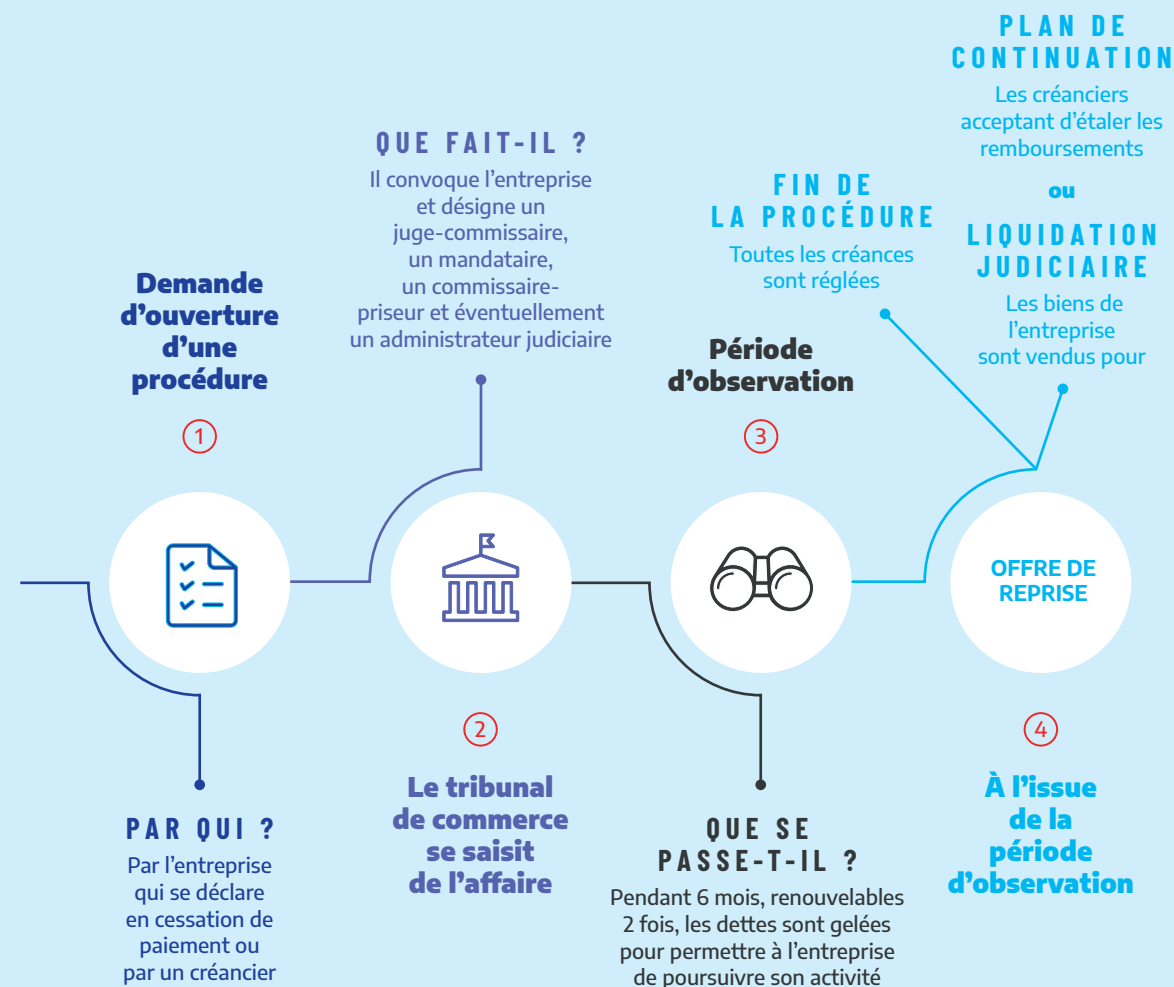 Demande
d'ouverture
d'une
procédure
1
PAR QUI ?
Par l'entreprise
qui se déclare
en cessation de
paiement ou
par un créancier
QUE FAIT-IL ?
Il convoque l'entreprise
et désigne un
juge-commissaire,
un mandataire,
un commissaire-
priseur et éventuellement
un administrateur judiciaire
2
Le tribunal
de commerce
se saisit
de l'affaire
Période
d'observation
3
QUE SE
PASSE-T-IL ?
Pendant 6 mois, renouvelables
2 fois, les dettes sont gelées
pour permettre à l'entreprise
de poursuivre son activité
FIN DE
LA PROCÉDURE
Toutes les créances
sont réglées
PLAN DE
CONTINUATION
Les créanciers
acceptant d'étaler les
remboursements
ou
LIQUIDATION
JUDICIAIRE
Les biens de
l'entreprise
sont vendus pour
OFFRE DE
REPRISE
4
À l'issue
de la
période
d'observation